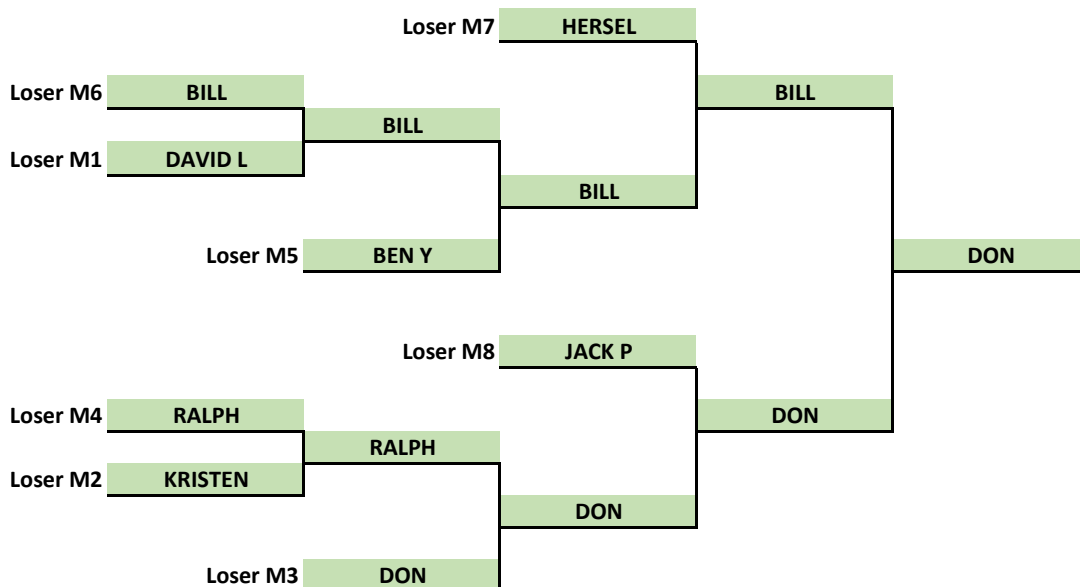 Loser M7 HERSEL
Loser M6 BILL BILL
BILL
Loser M1 DAVID L
BILL
Loser M5 BEN Y DON
Loser M8 JACK P
Loser M4 RALPH DON
RALPH
Loser M2 KRISTEN
DON
Loser M3 DON